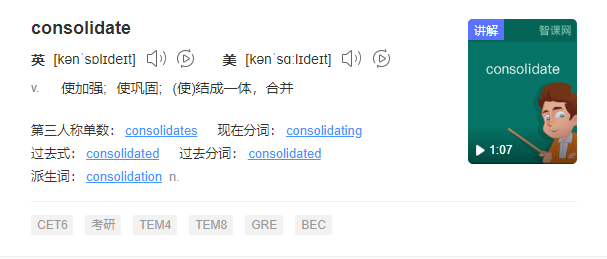 consolidate
英 [kənˈsɒlɪdeɪt] 美 [kənˈsɑːlɪdeɪt]
v. 使加强；使巩固；(使)结成一体，合并
第三人称单数： consolidates 现在分词： consolidating
过去式： consolidated 过去分词： consolidated
派生词： consolidation n.
CET6 考研 TEM4 TEM8 GRE BEC
讲解 智课网
consolidate
1:07